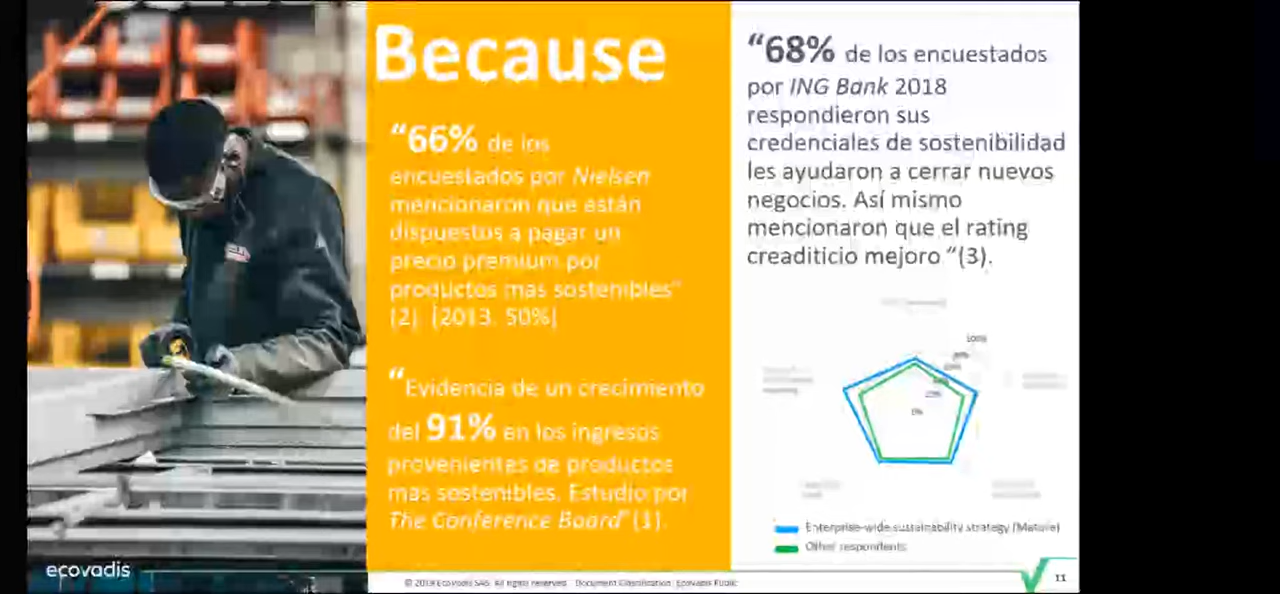 Because
“66% de los
encuestados por Nielsen
mencionaron que están
dispuestos a pagar un
precio premium por
productos mas sostenibles”
(2). [2013. 50%]
“Evidencia de un crecimiento
del 91% en los ingresos
provenientes de productos
mas sostenibles. Estudio por
The Conference Board” (1).
“68% de los encuestados
por ING Bank 2018
respondieron sus
credenciales de sostenibilidad
les ayudaron a cerrar nuevos
negocios. Así mismo
mencionaron que el rating
creaditicio mejoro “(3).
100%
0%
Enterprise-wide sustainability strategy (Mature)
Other respondents
ecovadis
© 2019 EcoVadis SAS. All rights reserved. Document Classification: EcoVadis Public
11